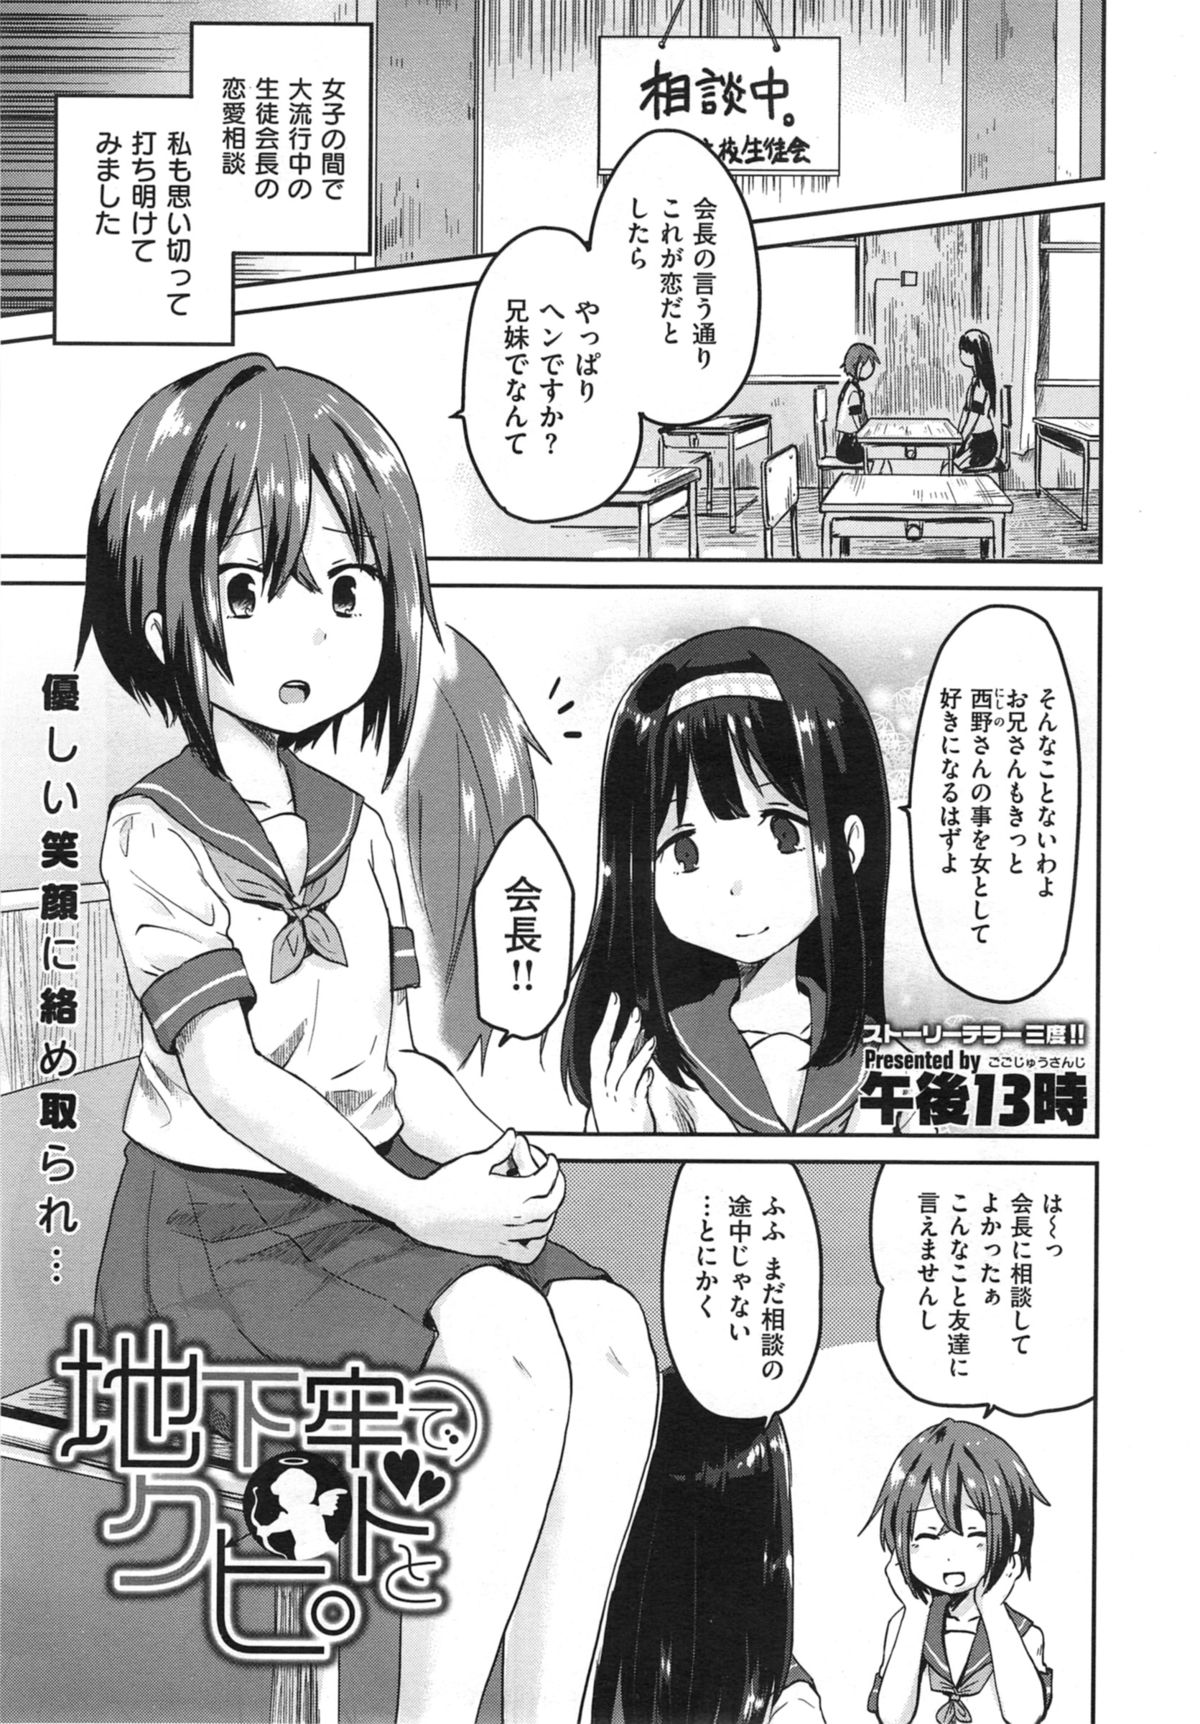 相談中。
校生徒会
女子の間で
大流行中の
生徒会長の
恋愛相談
私も思い切って
打ち明けて
みました
会長の言う通り
これが恋だと
したら
やっぱり
ヘンですか?
兄妹でなんて
そんなことないわよ
お兄さんもきっと
西野さんの事を女として
にしの
好きになるはずよ
会長!!
ストーリーテラー三度!!
Presented by ごごじゅうさんじ
午後13時
優しい笑顔に絡め取られ…
は～っ
会長に相談して
よかったぁ
こんなこと友達に
言えませんし
ふふ まだ相談の
途中じゃない
…とにかく
地下牢で
クピドと